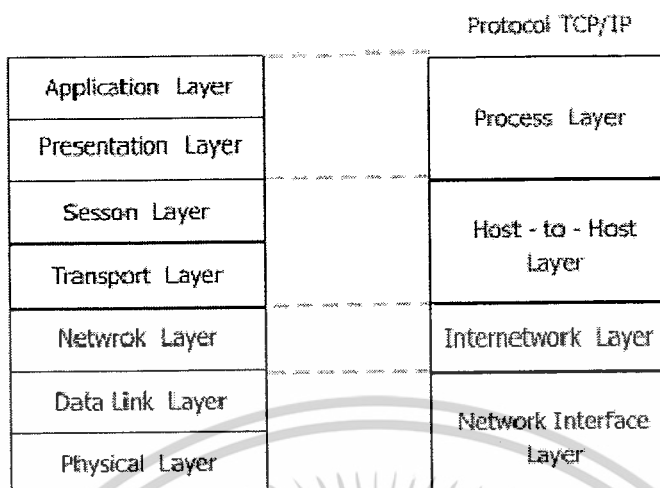 Protocol TCP/IP
Application Layer
Presentation Layer
Sesson Layer
Transport Layer
Netwrok Layer
Data Link Layer
Physical Layer
Process Layer
Host - to - Host
Layer
Internetwork Layer
Network Interface
Layer